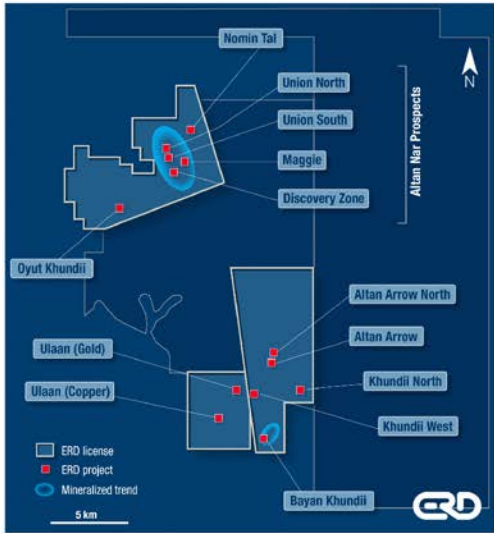 Nomin Tal
Union North
N
Union South
Altan Nar Prospects
Maggie
Discovery Zone
Oyut Khundii
Altan Arrow North
Ulaan (Gold)
Altan Arrow
Ulaan (Copper)
Khundii North
Khundii West
ERD license
ERD project
Mineralized trend
Bayan Khundii
5 km
ERD